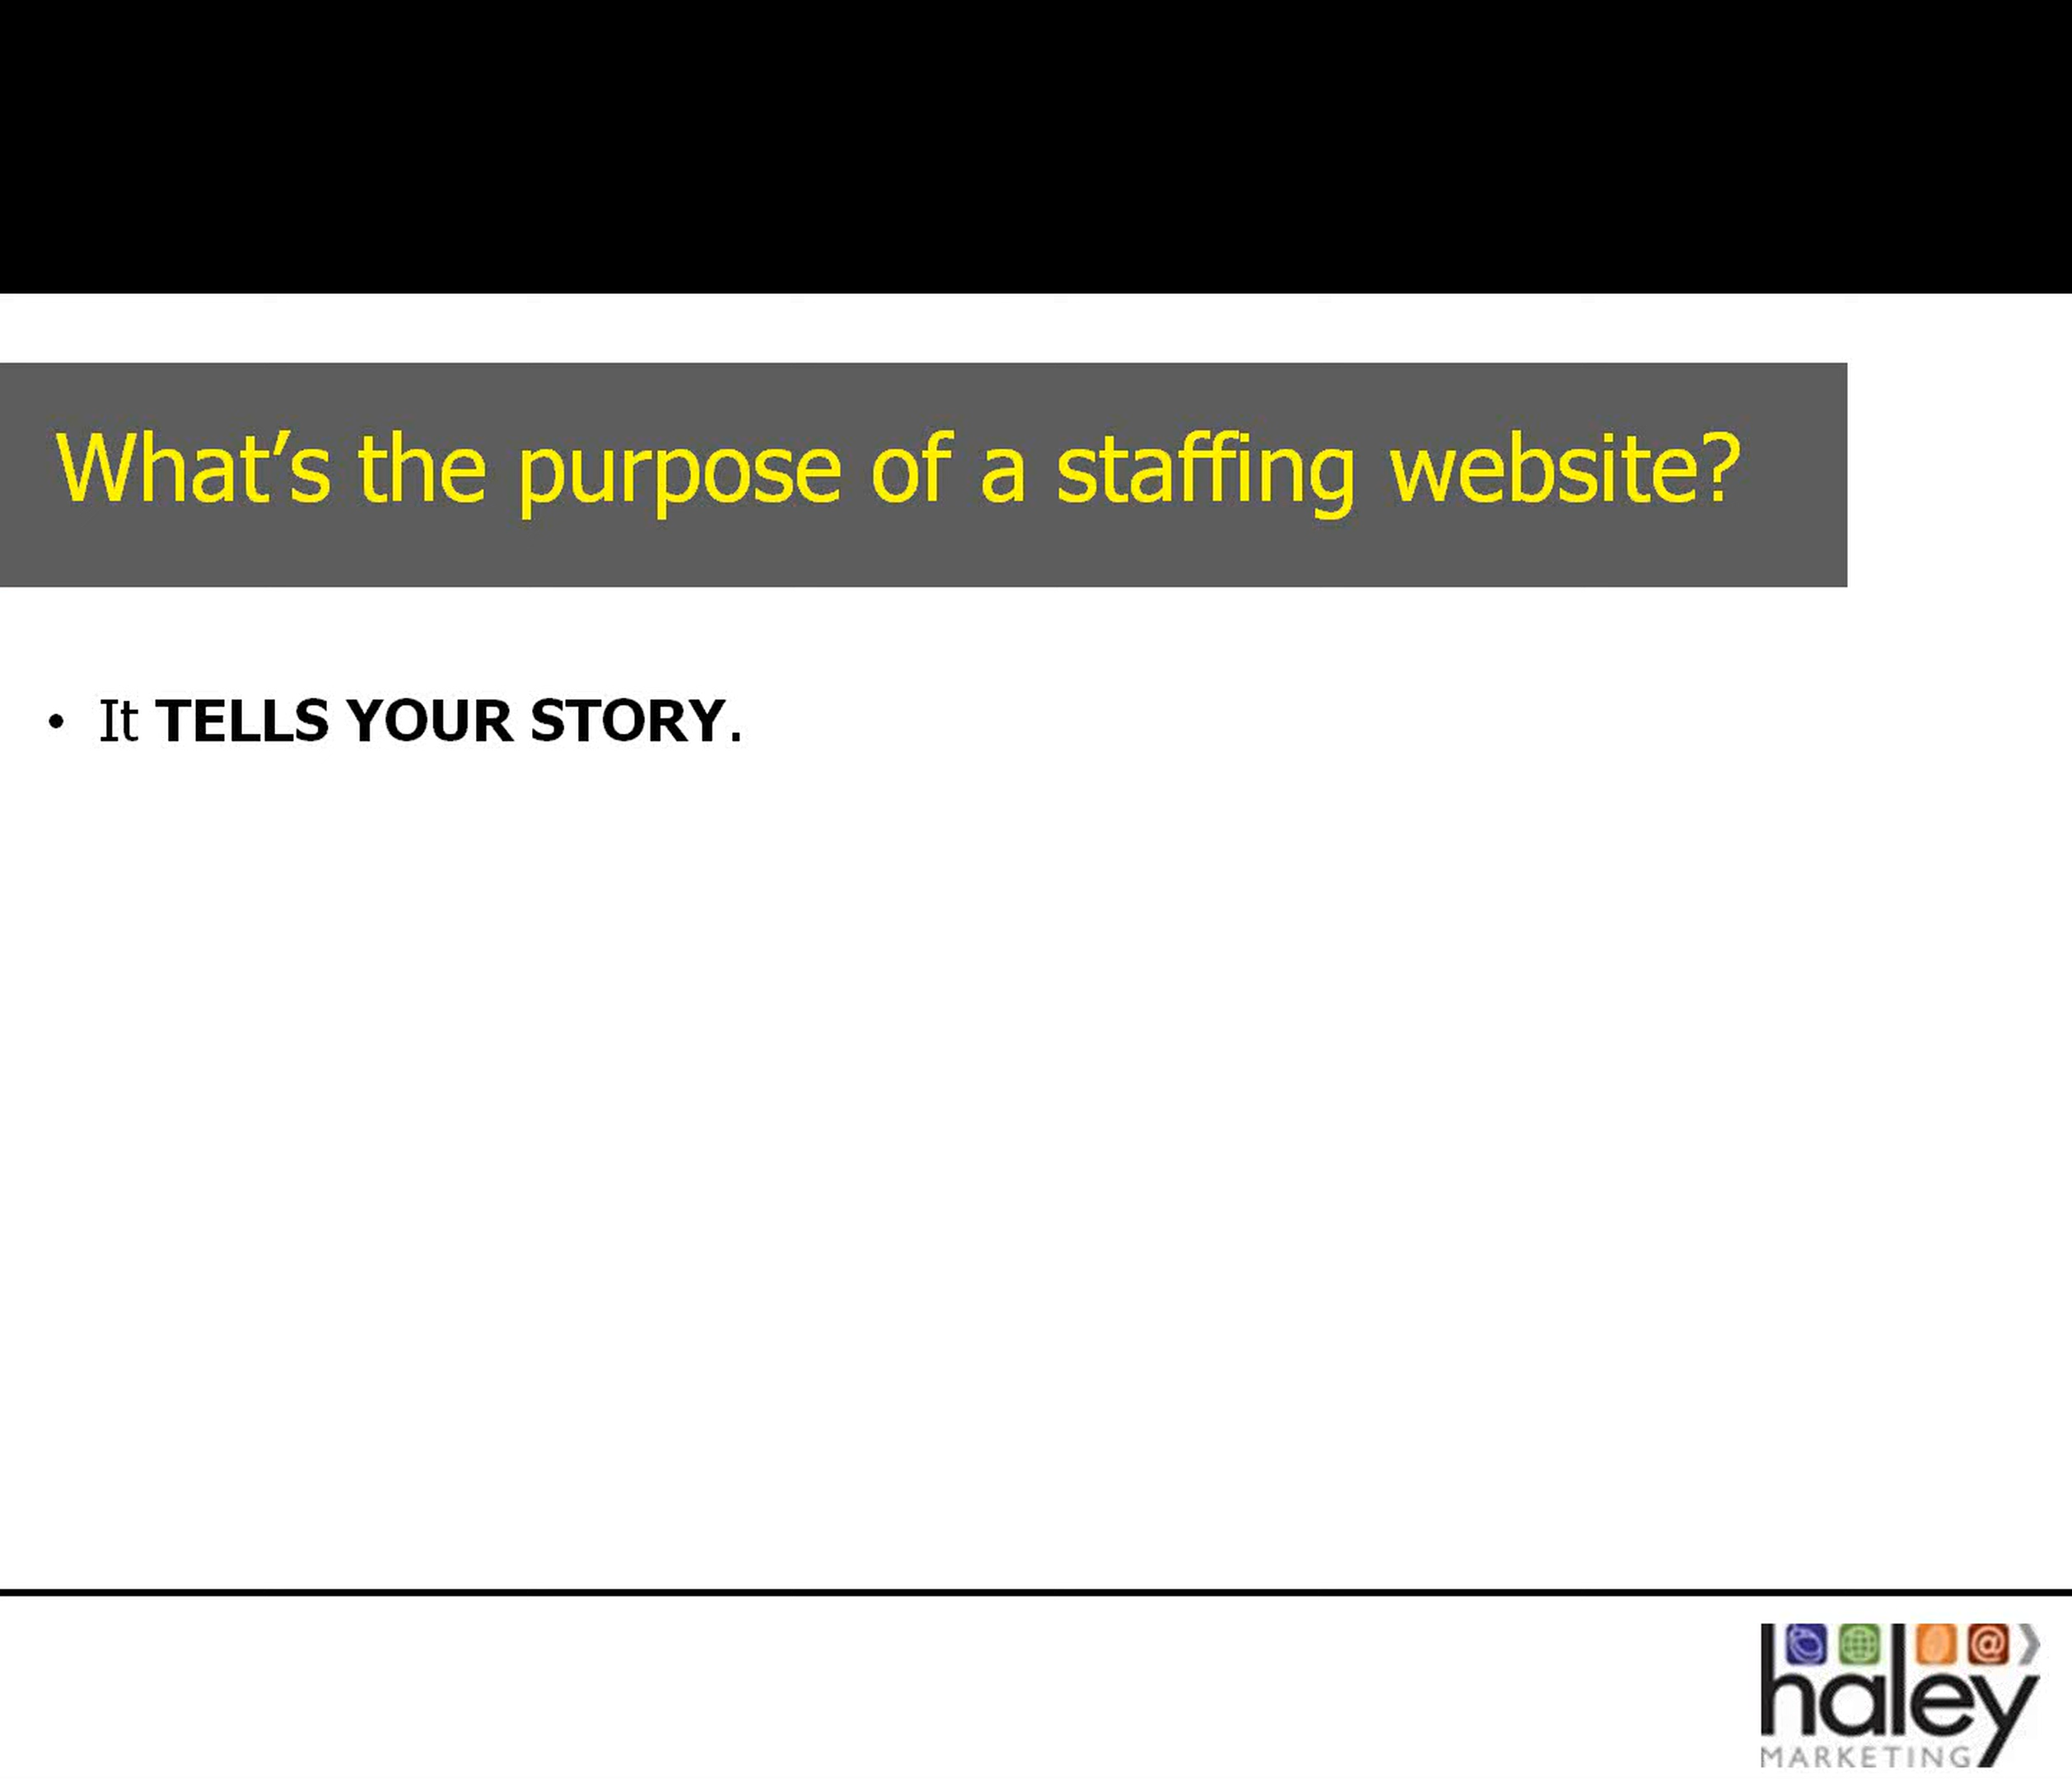 What’s the purpose of a staffing website?
• It TELLS YOUR STORY.
@
haley
MARKETING